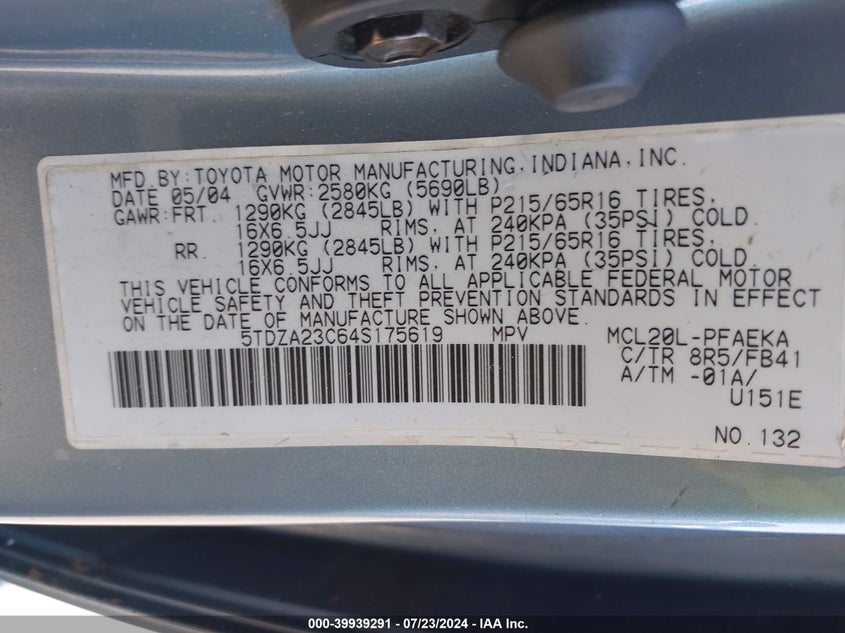 MFD. BY: TOYOTA MOTOR MANUFACTURING, INDIANA, INC.
DATE 05/04 GVWR: 2580KG (5690LB)
GAWR: FRT. 1290KG (2845LB) WITH P215/65R16 TIRES,
16X6.5JJ RIMS, AT 240KPA (35PSI) COLD.
RR. 1290KG (2845LB) WITH P215/65R16 TIRES,
16X6.5JJ RIMS, AT 240KPA (35PSI) COLD.
THIS VEHICLE CONFORMS TO ALL APPLICABLE FEDERAL MOTOR
VEHICLE SAFETY AND THEFT PREVENTION STANDARDS IN EFFECT
ON THE DATE OF MANUFACTURE SHOWN ABOVE.
5TDZA23C64S175619 MPV MCL20L-PFAEKA
C/TR 8R5/FB41
A/TM -01A/
U151E
NO. 132
000-39939291 - 07/23/2024 - IAA Inc.